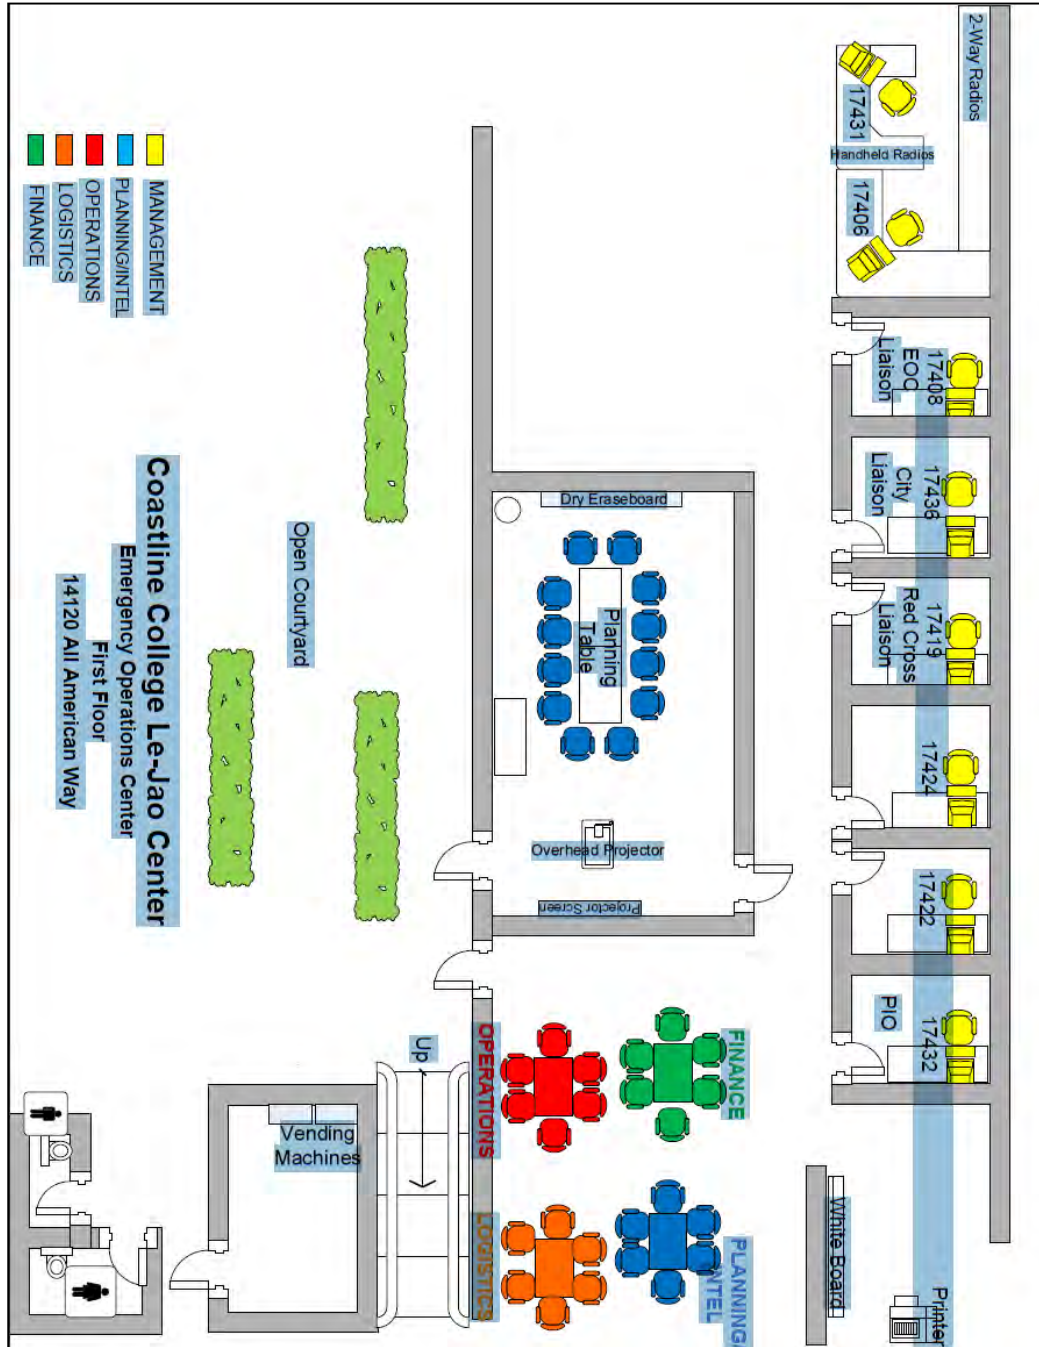 2-Way Radios
17431
Handheld Radios
17406
17408
EOC
Liaison
17436
City
Liaison
17419
Red Cross
Liaison
17424
17422
17432
PIO
MANAGEMENT
PLANNING/INTEL
OPERATIONS
LOGISTICS
FINANCE
Dry Eraseboard
Planning
Table
Overhead Projector
Projector Screen
Open Courtyard
Coastline College Le-Jao Center
Emergency Operations Center
First Floor
14120 All American Way
Up
OPERATIONS
FINANCE
LOGISTICS
PLANNING/
INTEL
Vending
Machines
White Board
Printer